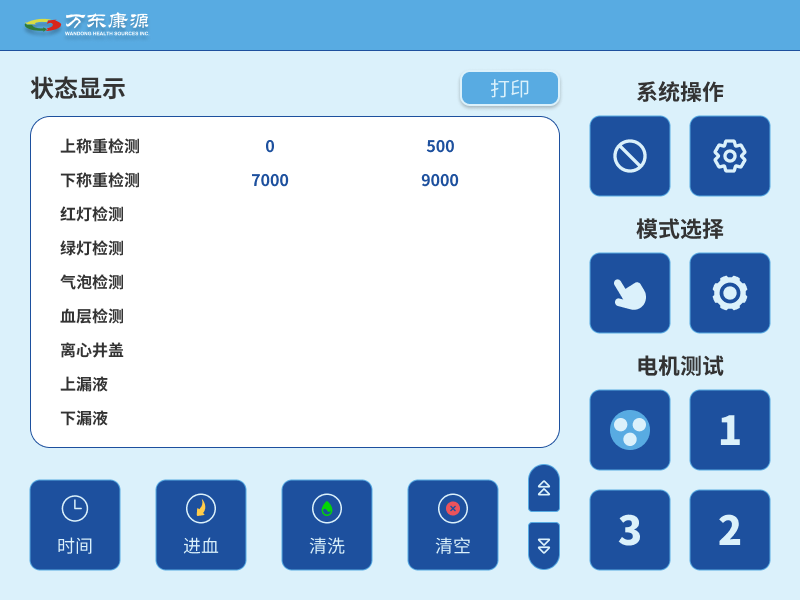 万东康源
WANDONG HEALTH SOURCES INC.
状态显示
打印
上称重检测 0 500
下称重检测 7000 9000
红灯检测
绿灯检测
气泡检测
血层检测
离心井盖
上漏液
下漏液
时间
进血
清洗
清空
系统操作
模式选择
电机测试
1
3
2